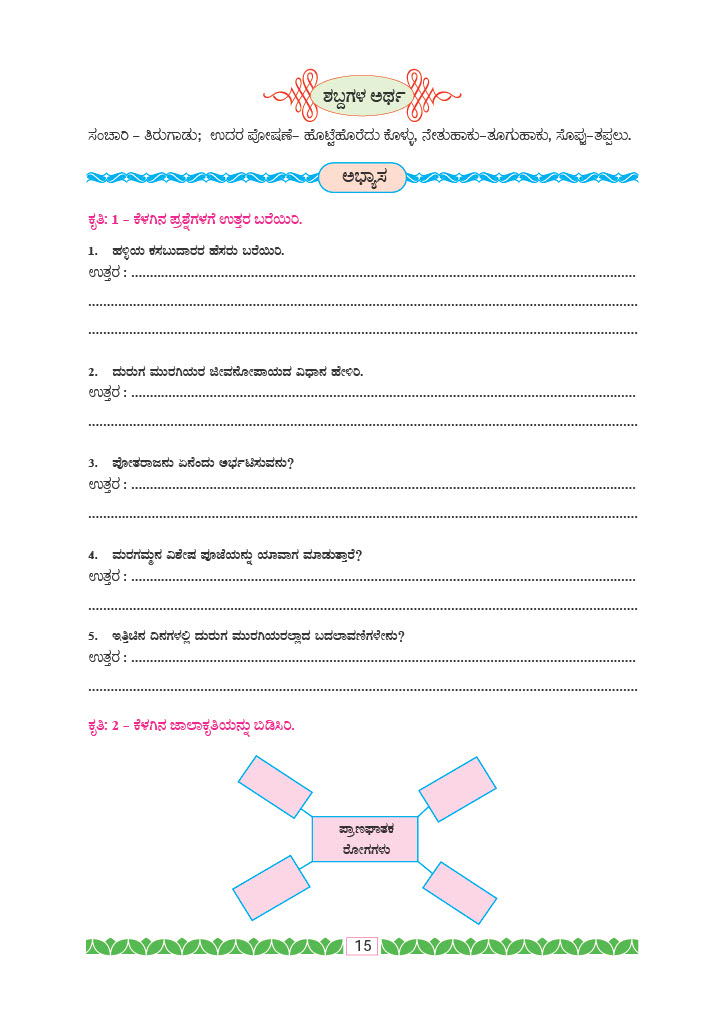 ಶಬ್ದಗಳ ಅರ್ಥ
ಸಂಚಾರಿ – ತಿರುಗಾಡು; ಉದರ ಪೋಷಣೆ– ಹೊಟ್ಟೆಹೊರೆದು ಕೊಳ್ಳು, ನೇತುಹಾಕು–ತೂಗುಹಾಕು, ಸೊಪ್ಪು–ತಪ್ಪಲು.
ಅಭ್ಯಾಸ
ಕೃತಿ: 1 – ಕೆಳಗಿನ ಪ್ರಶ್ನೆಗಳಗೆ ಉತ್ತರ ಬರೆಯಿರಿ.
1. ಹಳ್ಳಿಯ ಕಸಬುದಾರರ ಹೆಸರು ಬರೆಯಿರಿ.
ಉತ್ತರ : ................................................................
................................................................
................................................................
2. ದುರುಗ ಮುರಗಿಯರ ಜೀವನೋಪಾಯದ ವಿಧಾನ ಹೇಳಿರಿ.
ಉತ್ತರ : ................................................................
................................................................
3. ಪೋತರಾಜನು ಏನೆಂದು ಅರ್ಭಟಿಸುವನು?
ಉತ್ತರ : ................................................................
................................................................
4. ಮರಗಮ್ಮನ ವಿಶೇಷ ಪೂಜೆಯನ್ನು ಯಾವಾಗ ಮಾಡುತ್ತಾರೆ?
ಉತ್ತರ : ................................................................
................................................................
5. ಇತ್ತಿಚಿನ ದಿನಗಳಲ್ಲಿ ದುರುಗ ಮುರಗಿಯರಲ್ಲಾದ ಬದಲಾವಣೆಗಳೇನು?
ಉತ್ತರ : ................................................................
................................................................
ಕೃತಿ: 2 – ಕೆಳಗಿನ ಜಾಲಾಕೃತಿಯನ್ನು ಬಿಡಿಸಿರಿ.
ಪ್ರಾಣಘಾತಕ
ರೋಗಗಳು
15